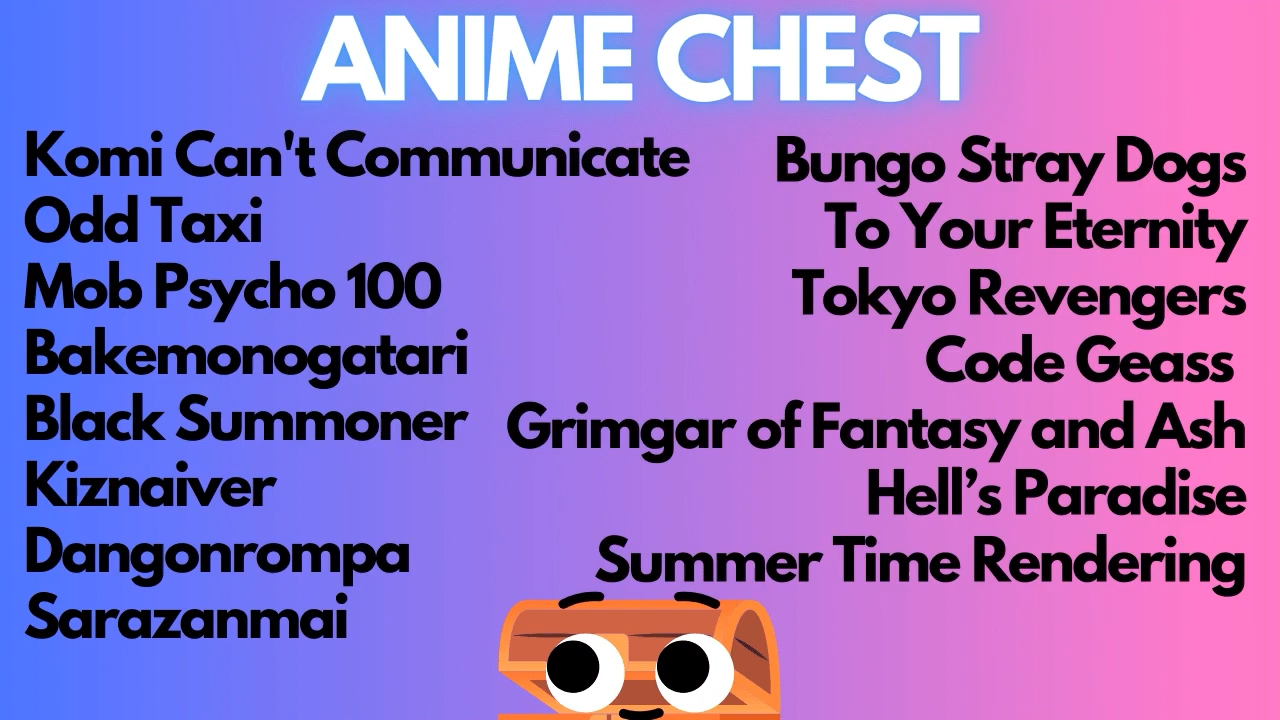 ANIME CHEST
Komi Can't Communicate
Odd Taxi
Mob Psycho 100
Bakemonogatari
Black Summoner
Kiznaiver
Dangonrompa
Sarazanmai
Bungo Stray Dogs
To Your Eternity
Tokyo Revengers
Code Geass
Grimgar of Fantasy and Ash
Hell’s Paradise
Summer Time Rendering